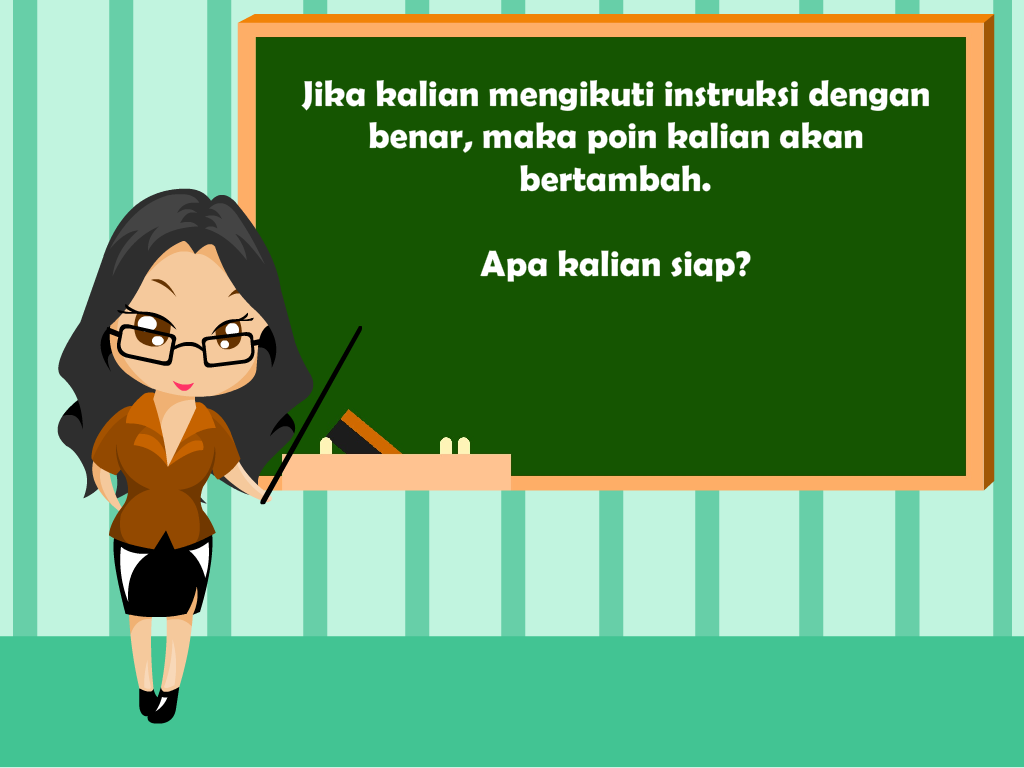 Jika kalian mengikuti instruksi dengan
benar, maka poin kalian akan
bertambah.
Apa kalian siap?